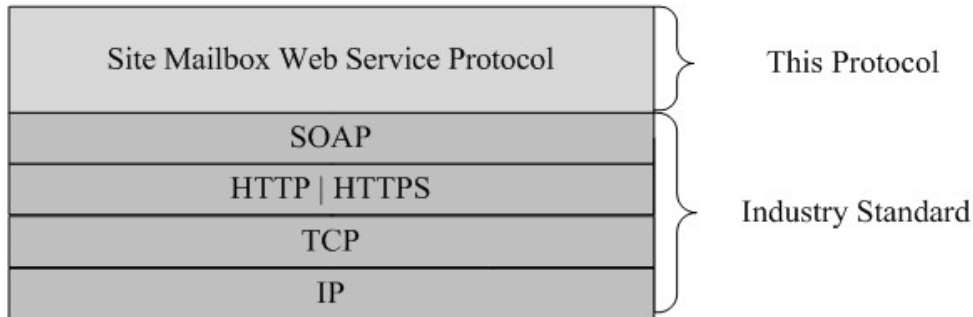 Site Mailbox Web Service Protocol
This Protocol
SOAP
HTTP | HTTPS
TCP
IP
Industry Standard